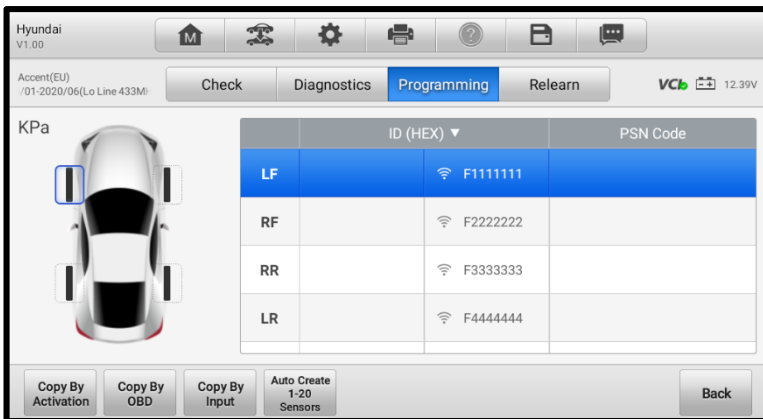 Hyundai
V1.00
M
?
Accent(EU)
/01-2020/06(Lo Line 433MH
Check
Diagnostics
Programming
Relearn
VCI
12.39V
KPa
ID (HEX) ▼
PSN Code
LF
F1111111
RF
F2222222
RR
F3333333
LR
F4444444
Copy By
Activation
Copy By
OBD
Copy By
Input
Auto Create
1-20
Sensors
Back